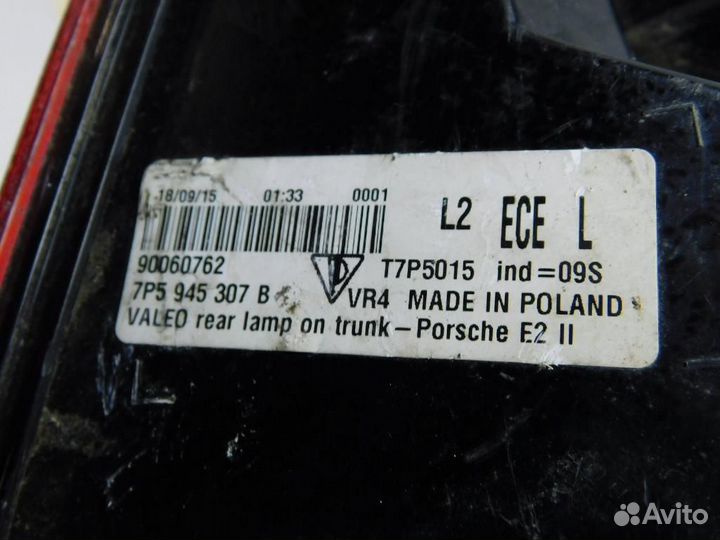 18/09/15 01:33 0001
L2 ECE L
90060762
T7P5015 ind=09S
7P5 945 307 B
VR4 MADE IN POLAND
VALEO rear lamp on trunk-Porsche E2 II
Avito